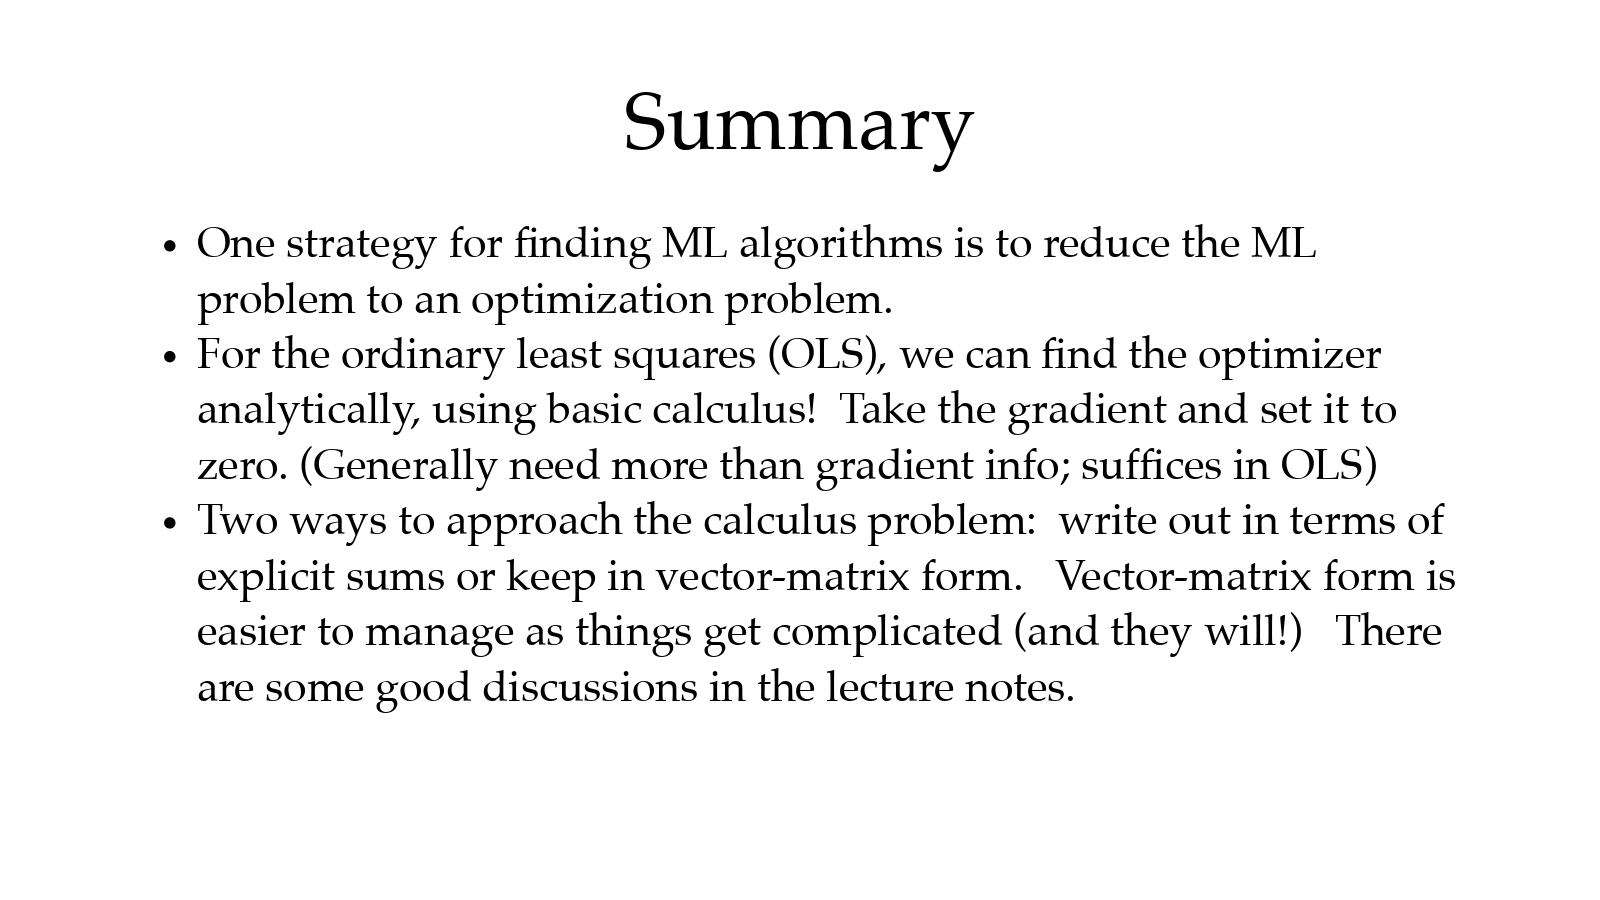 Summary
• One strategy for finding ML algorithms is to reduce the ML
problem to an optimization problem.
• For the ordinary least squares (OLS), we can find the optimizer
analytically, using basic calculus!  Take the gradient and set it to
zero. (Generally need more than gradient info; suffices in OLS)
• Two ways to approach the calculus problem:  write out in terms of
explicit sums or keep in vector-matrix form.   Vector-matrix form is
easier to manage as things get complicated (and they will!)   There
are some good discussions in the lecture notes.